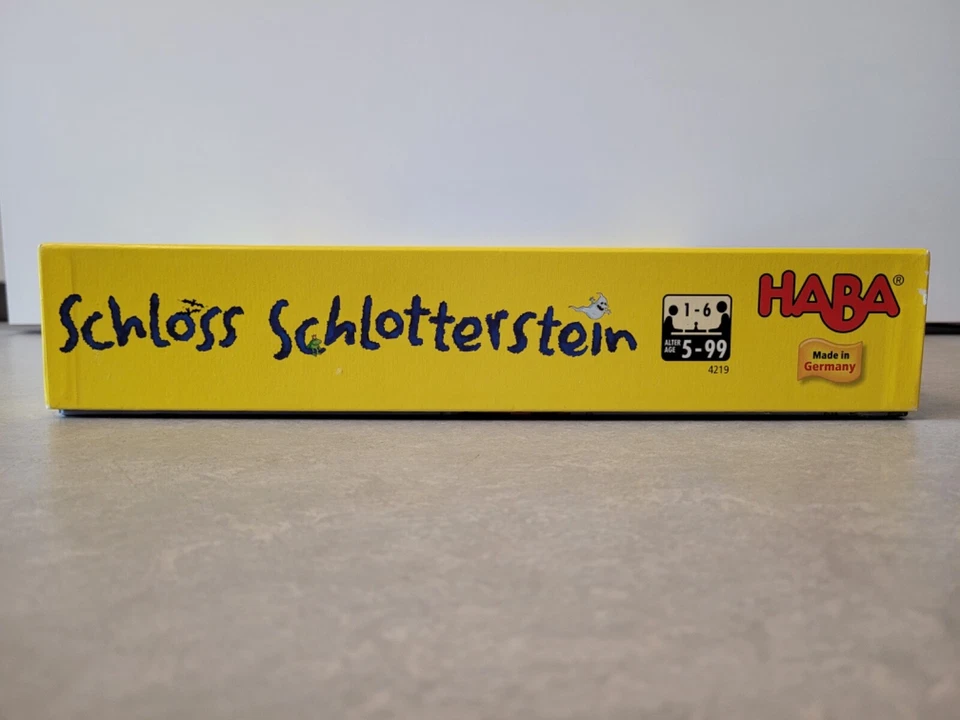 Schloss Schlotterstein
1-6
ALTER
AGE 5-99
4219
HABA®
Made in
Germany